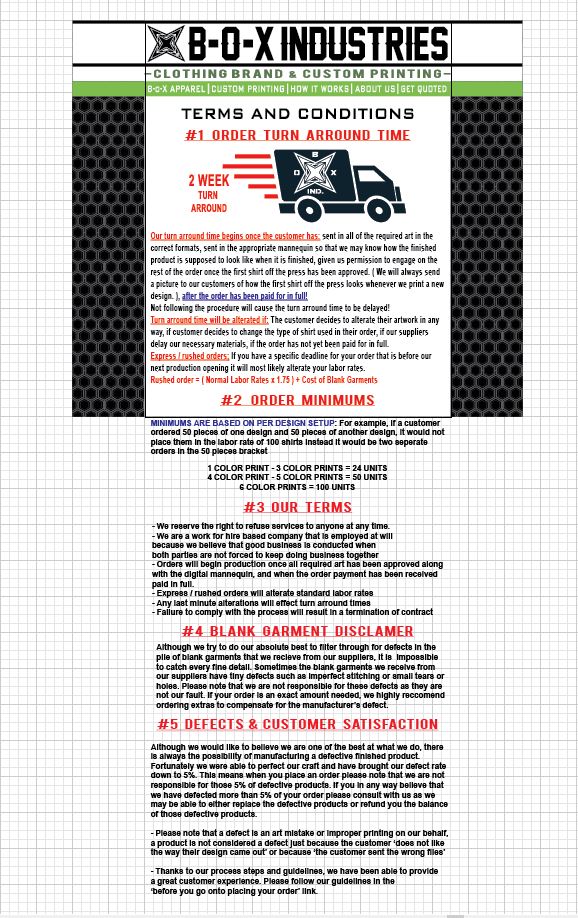 B-O-X INDUSTRIES
CLOTHING BRAND & CUSTOM PRINTING
B-O-X APPAREL | CUSTOM PRINTING | HOW IT WORKS | ABOUT US | GET QUOTED
TERMS AND CONDITIONS
#1 ORDER TURN ARROUND TIME
2 WEEK
TURN
ARROUND
B
O X
IND.
Our turn arround time begins once the customer has: sent in all of the required art in the
correct formats, sent in the appropriate mannequin so that we may know how the finished
product is supposed to look like when it is finished, given us permission to engage on the
rest of the order once the first shirt off the press has been approved. ( We will always send
a picture to our customers of how the first shirt off the press looks whenever we print a new
design. ), after the order has been paid for in full!
Not following the procedure will cause the turn arround time to be delayed!
Turn arround time will be alterated if: The customer decides to alterate their artwork in any
way, if customer decides to change the type of shirt used in their order, if our suppliers
delay our necessary materials, if the order has not yet been paid for in full.
Express / rushed orders: If you have a specific deadline for your order that is before our
next production opening it will most likely alterate your labor rates.
Rushed order = ( Normal Labor Rates x 1.75 ) + Cost of Blank Garments
#2 ORDER MINIMUMS
MINIMUMS ARE BASED ON PER DESIGN SETUP: For example, if a customer
ordered 50 pieces of one design and 50 pieces of another design, it would not
place them in the labor rate of 100 shirts instead it would be two seperate
orders in the 50 pieces bracket
1 COLOR PRINT - 3 COLOR PRINTS = 24 UNITS
4 COLOR PRINT - 5 COLOR PRINTS = 50 UNITS
6 COLOR PRINTS = 100 UNITS
#3 OUR TERMS
- We reserve the right to refuse services to anyone at any time.
- We are a work for hire based company that is employed at will
because we believe that good business is conducted when
both parties are not forced to keep doing business together
- Orders will begin production once all required art has been approved along
with the digital mannequin, and when the order payment has been received
paid in full.
- Express / rushed orders will alterate standard labor rates
- Any last minute alterations will effect turn arround times
- Failure to comply with the process will result in a termination of contract
#4 BLANK GARMENT DISCLAMER
Although we try to do our absolute best to filter through for defects in the
pile of blank garments that we recieve from our suppliers, it is impossible
to catch every fine detail. Sometimes the blank garments we receive from
our suppliers have tiny defects such as imperfect stitching or small tears or
holes. Please note that we are not responsible for these defects as they are
not our fault. If your order is an exact amount needed, we highly reccomend
ordering extras to compensate for the manufacturer's defect.
#5 DEFECTS & CUSTOMER SATISFACTION
Although we would like to believe we are one of the best at what we do, there
is always the possibility of manufacturing a defective finished product.
Fortunately we were able to perfect our craft and have brought our defect rate
down to 5%. This means when you place an order please note that we are not
responsible for those 5% of defective products. If you in any way believe that
we have defected more than 5% of your order please consult with us as we
may be able to either replace the defective products or refund you the balance
of those defective products.
- Please note that a defect is an art mistake or improper printing on our behalf,
a product is not considered a defect just because the customer 'does not like
the way their design came out' or because 'the customer sent the wrong files'
- Thanks to our process steps and guidelines, we have been able to provide
a great customer experience. Please follow our guidelines in the
'before you go onto placing your order' link.